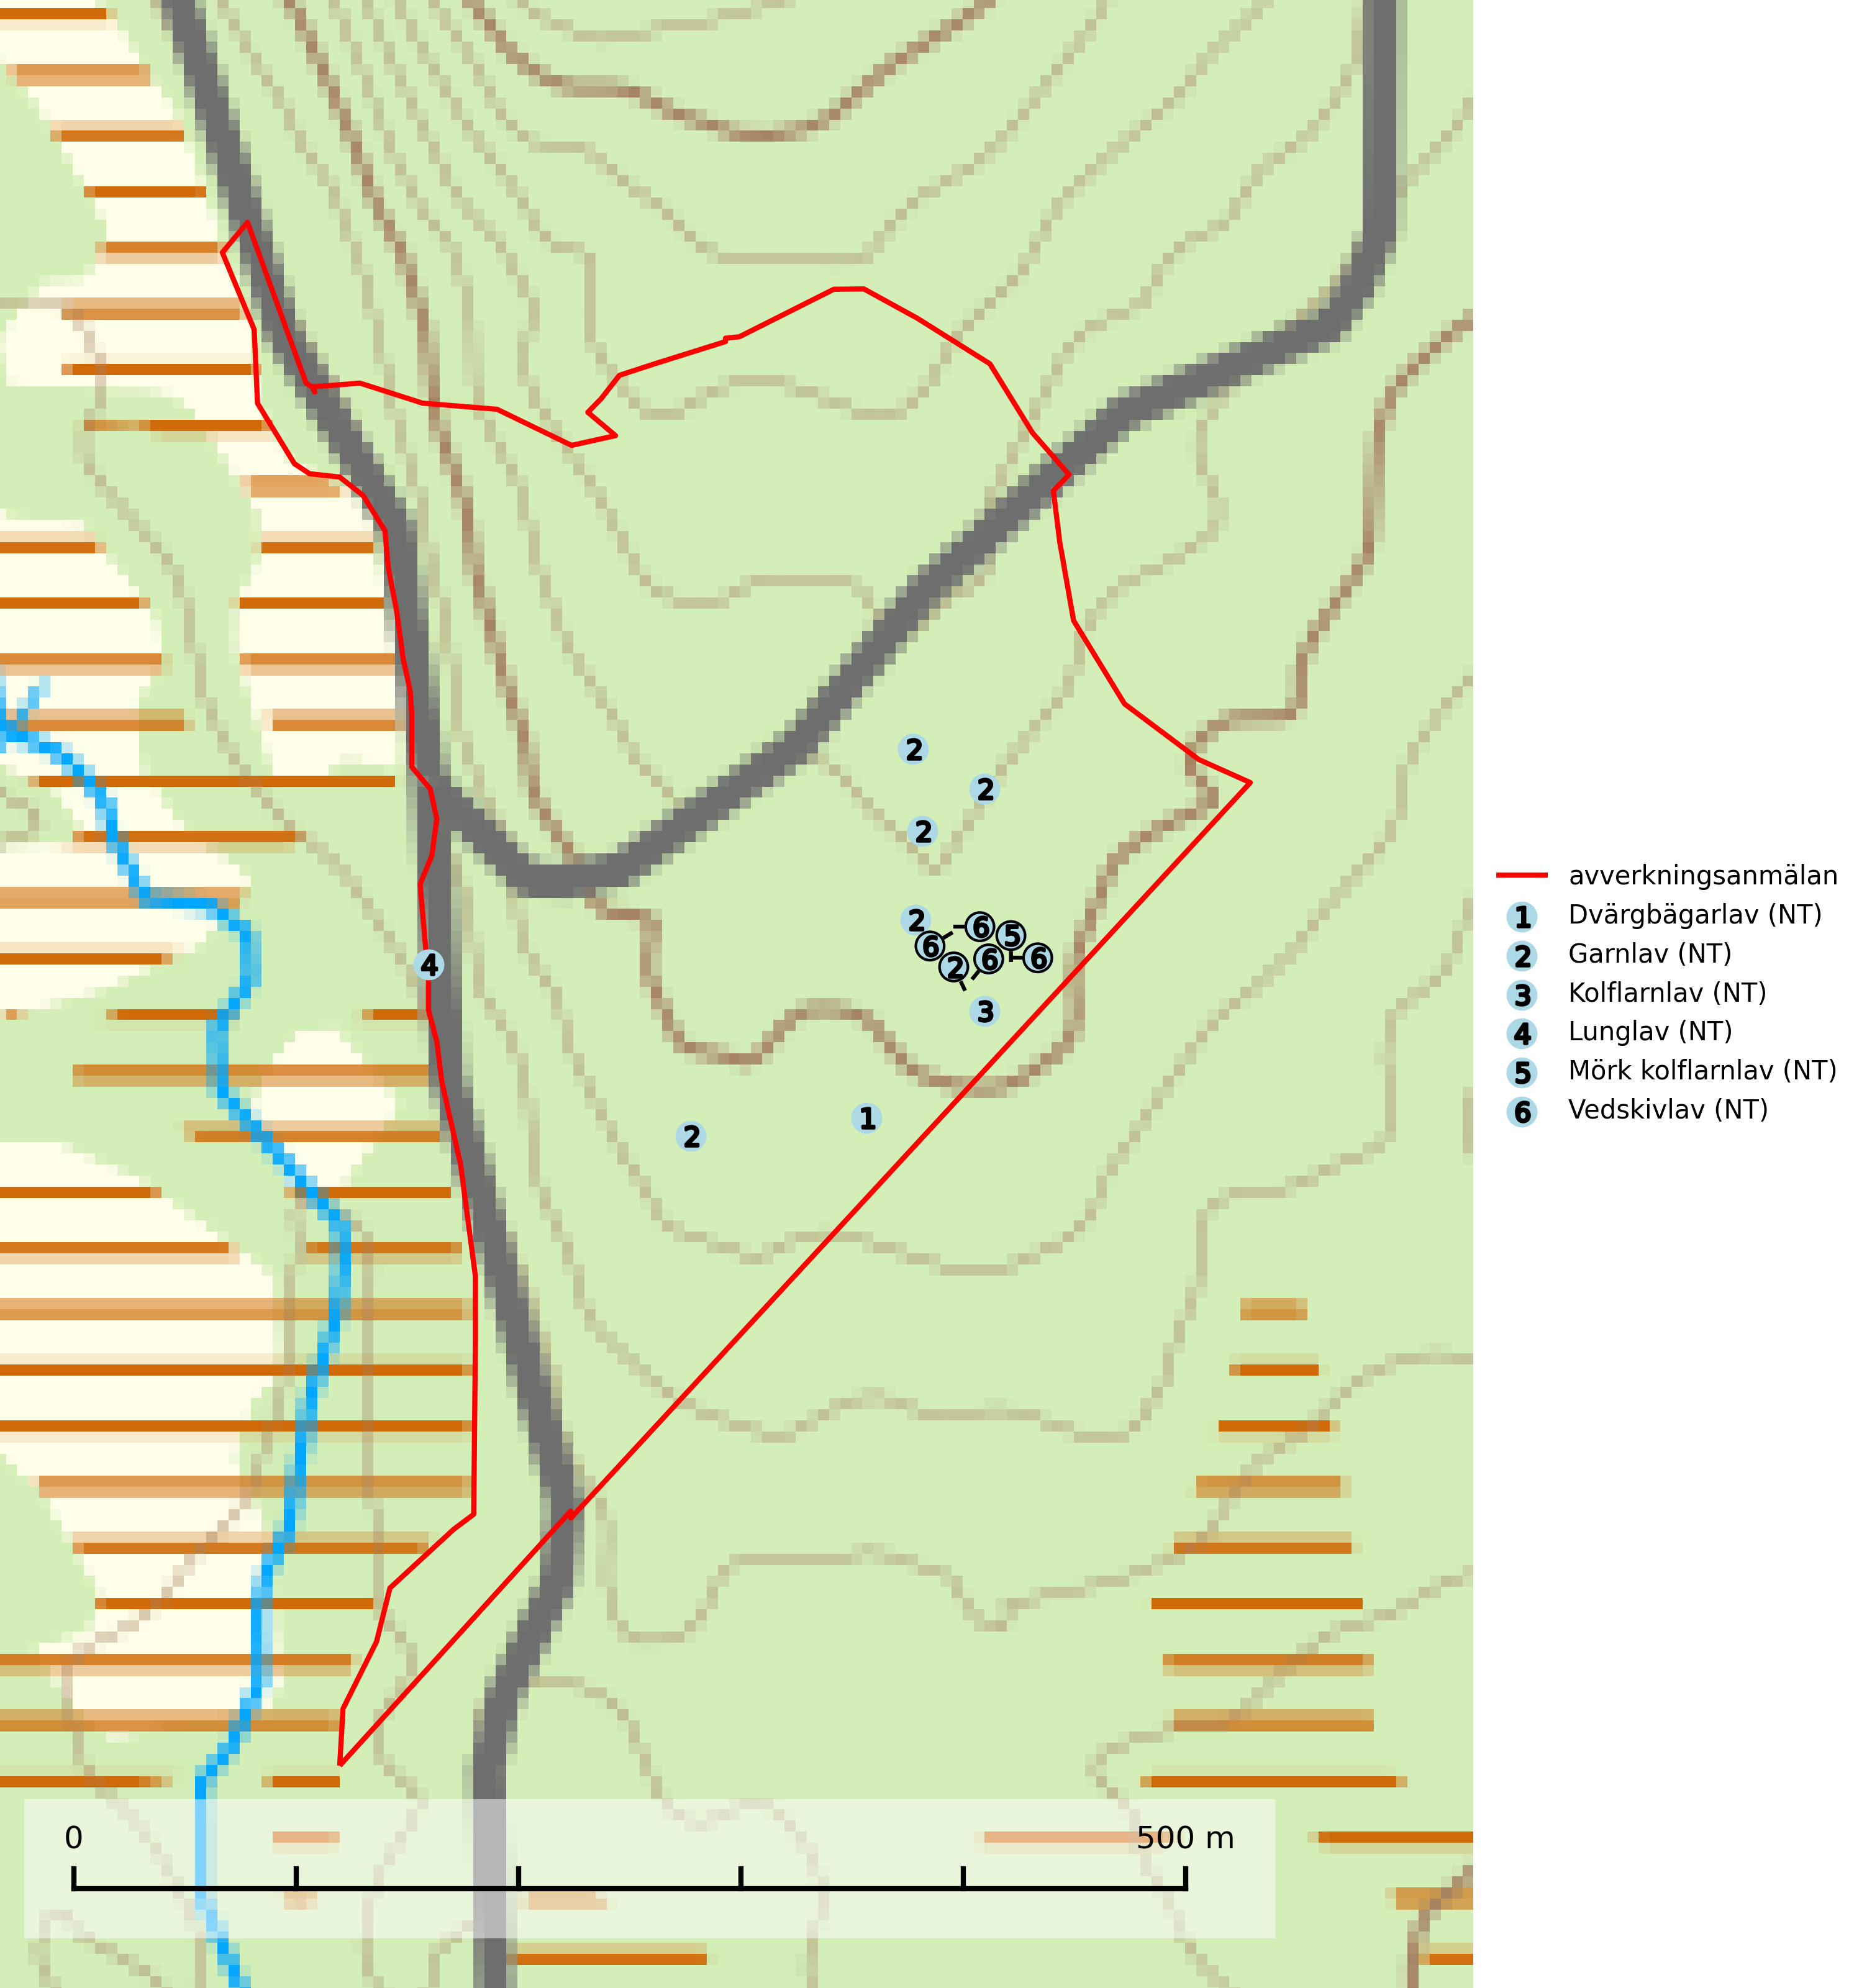 2
2
2
2
6
5
6
2
6
6
4
3
1
2
avverkningsanmälan
1 Dvärgbägarlav (NT)
2 Garnlav (NT)
3 Kolflarnlav (NT)
4 Lunglav (NT)
5 Mörk kolflarnlav (NT)
6 Vedskivlav (NT)
0 500 m